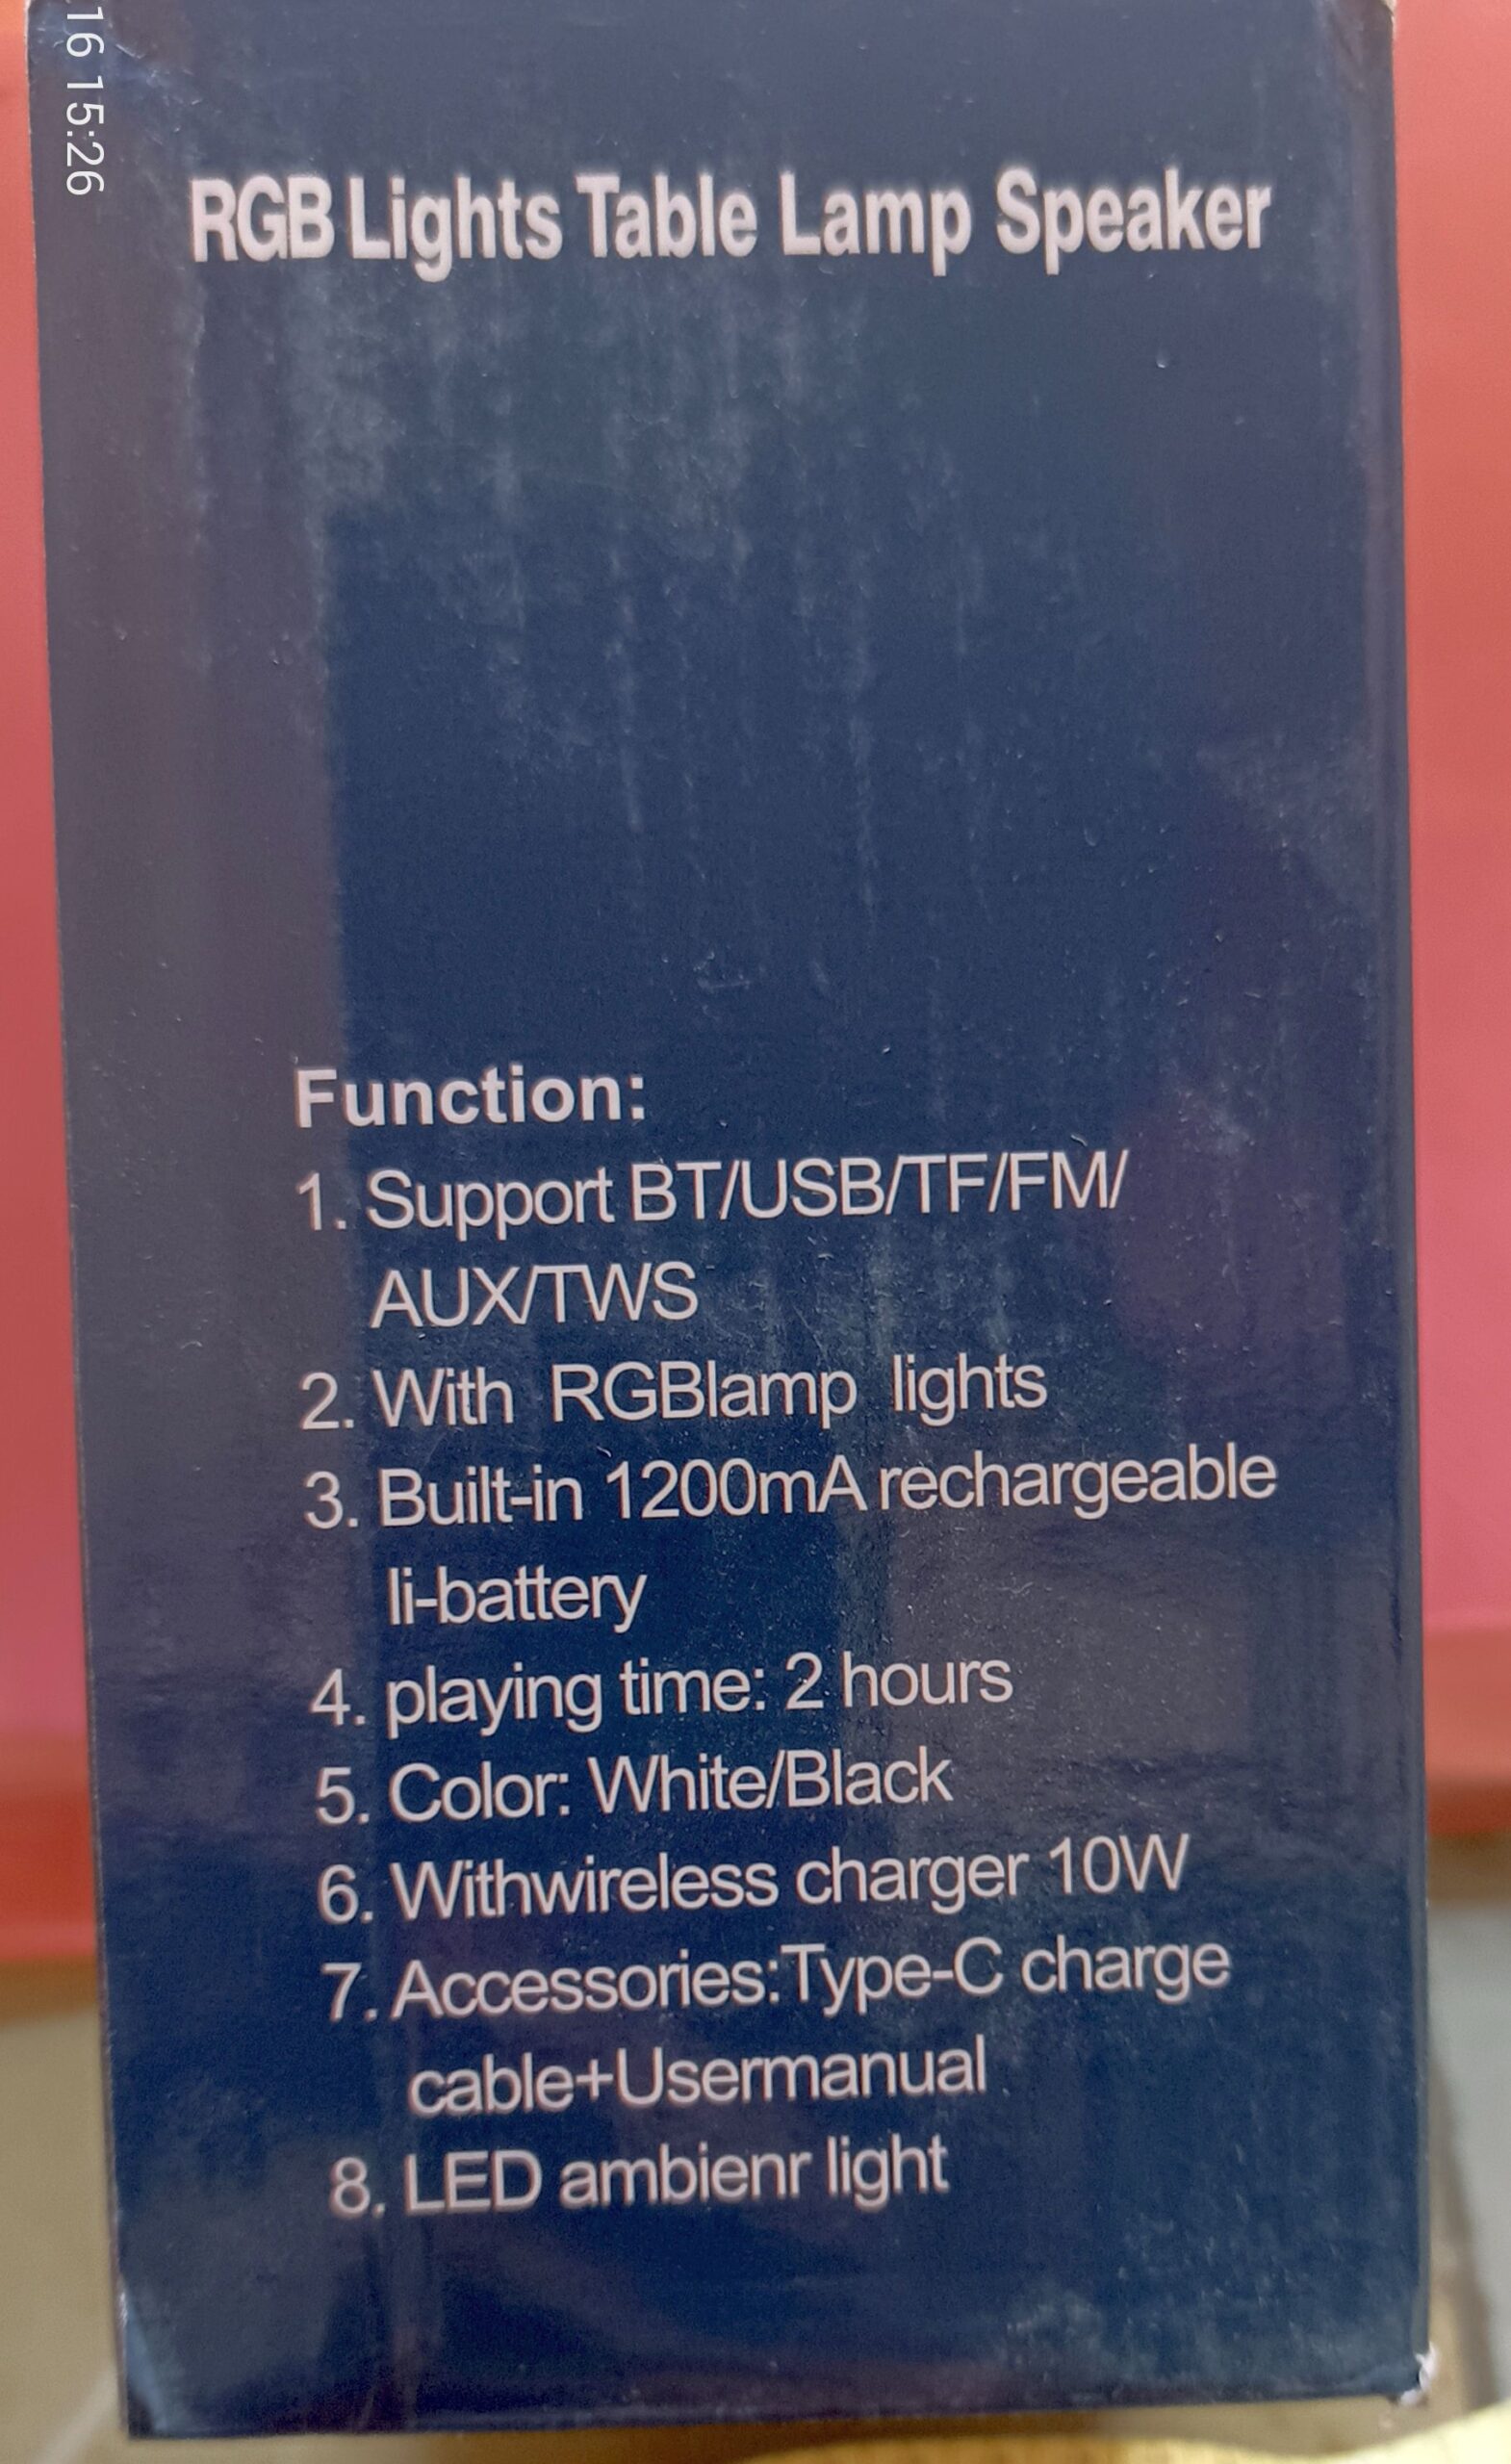 16 15:26
RGB Lights Table Lamp Speaker
Function:
1. Support BT/USB/TF/FM/
AUX/TWS
2. With RGBlamp lights
3. Built-in 1200mA rechargeable
li-battery
4. playing time: 2 hours
5. Color: White/Black
6. Withwireless charger 10W
7. Accessories:Type-C charge
cable+Usermanual
8. LED ambienr light